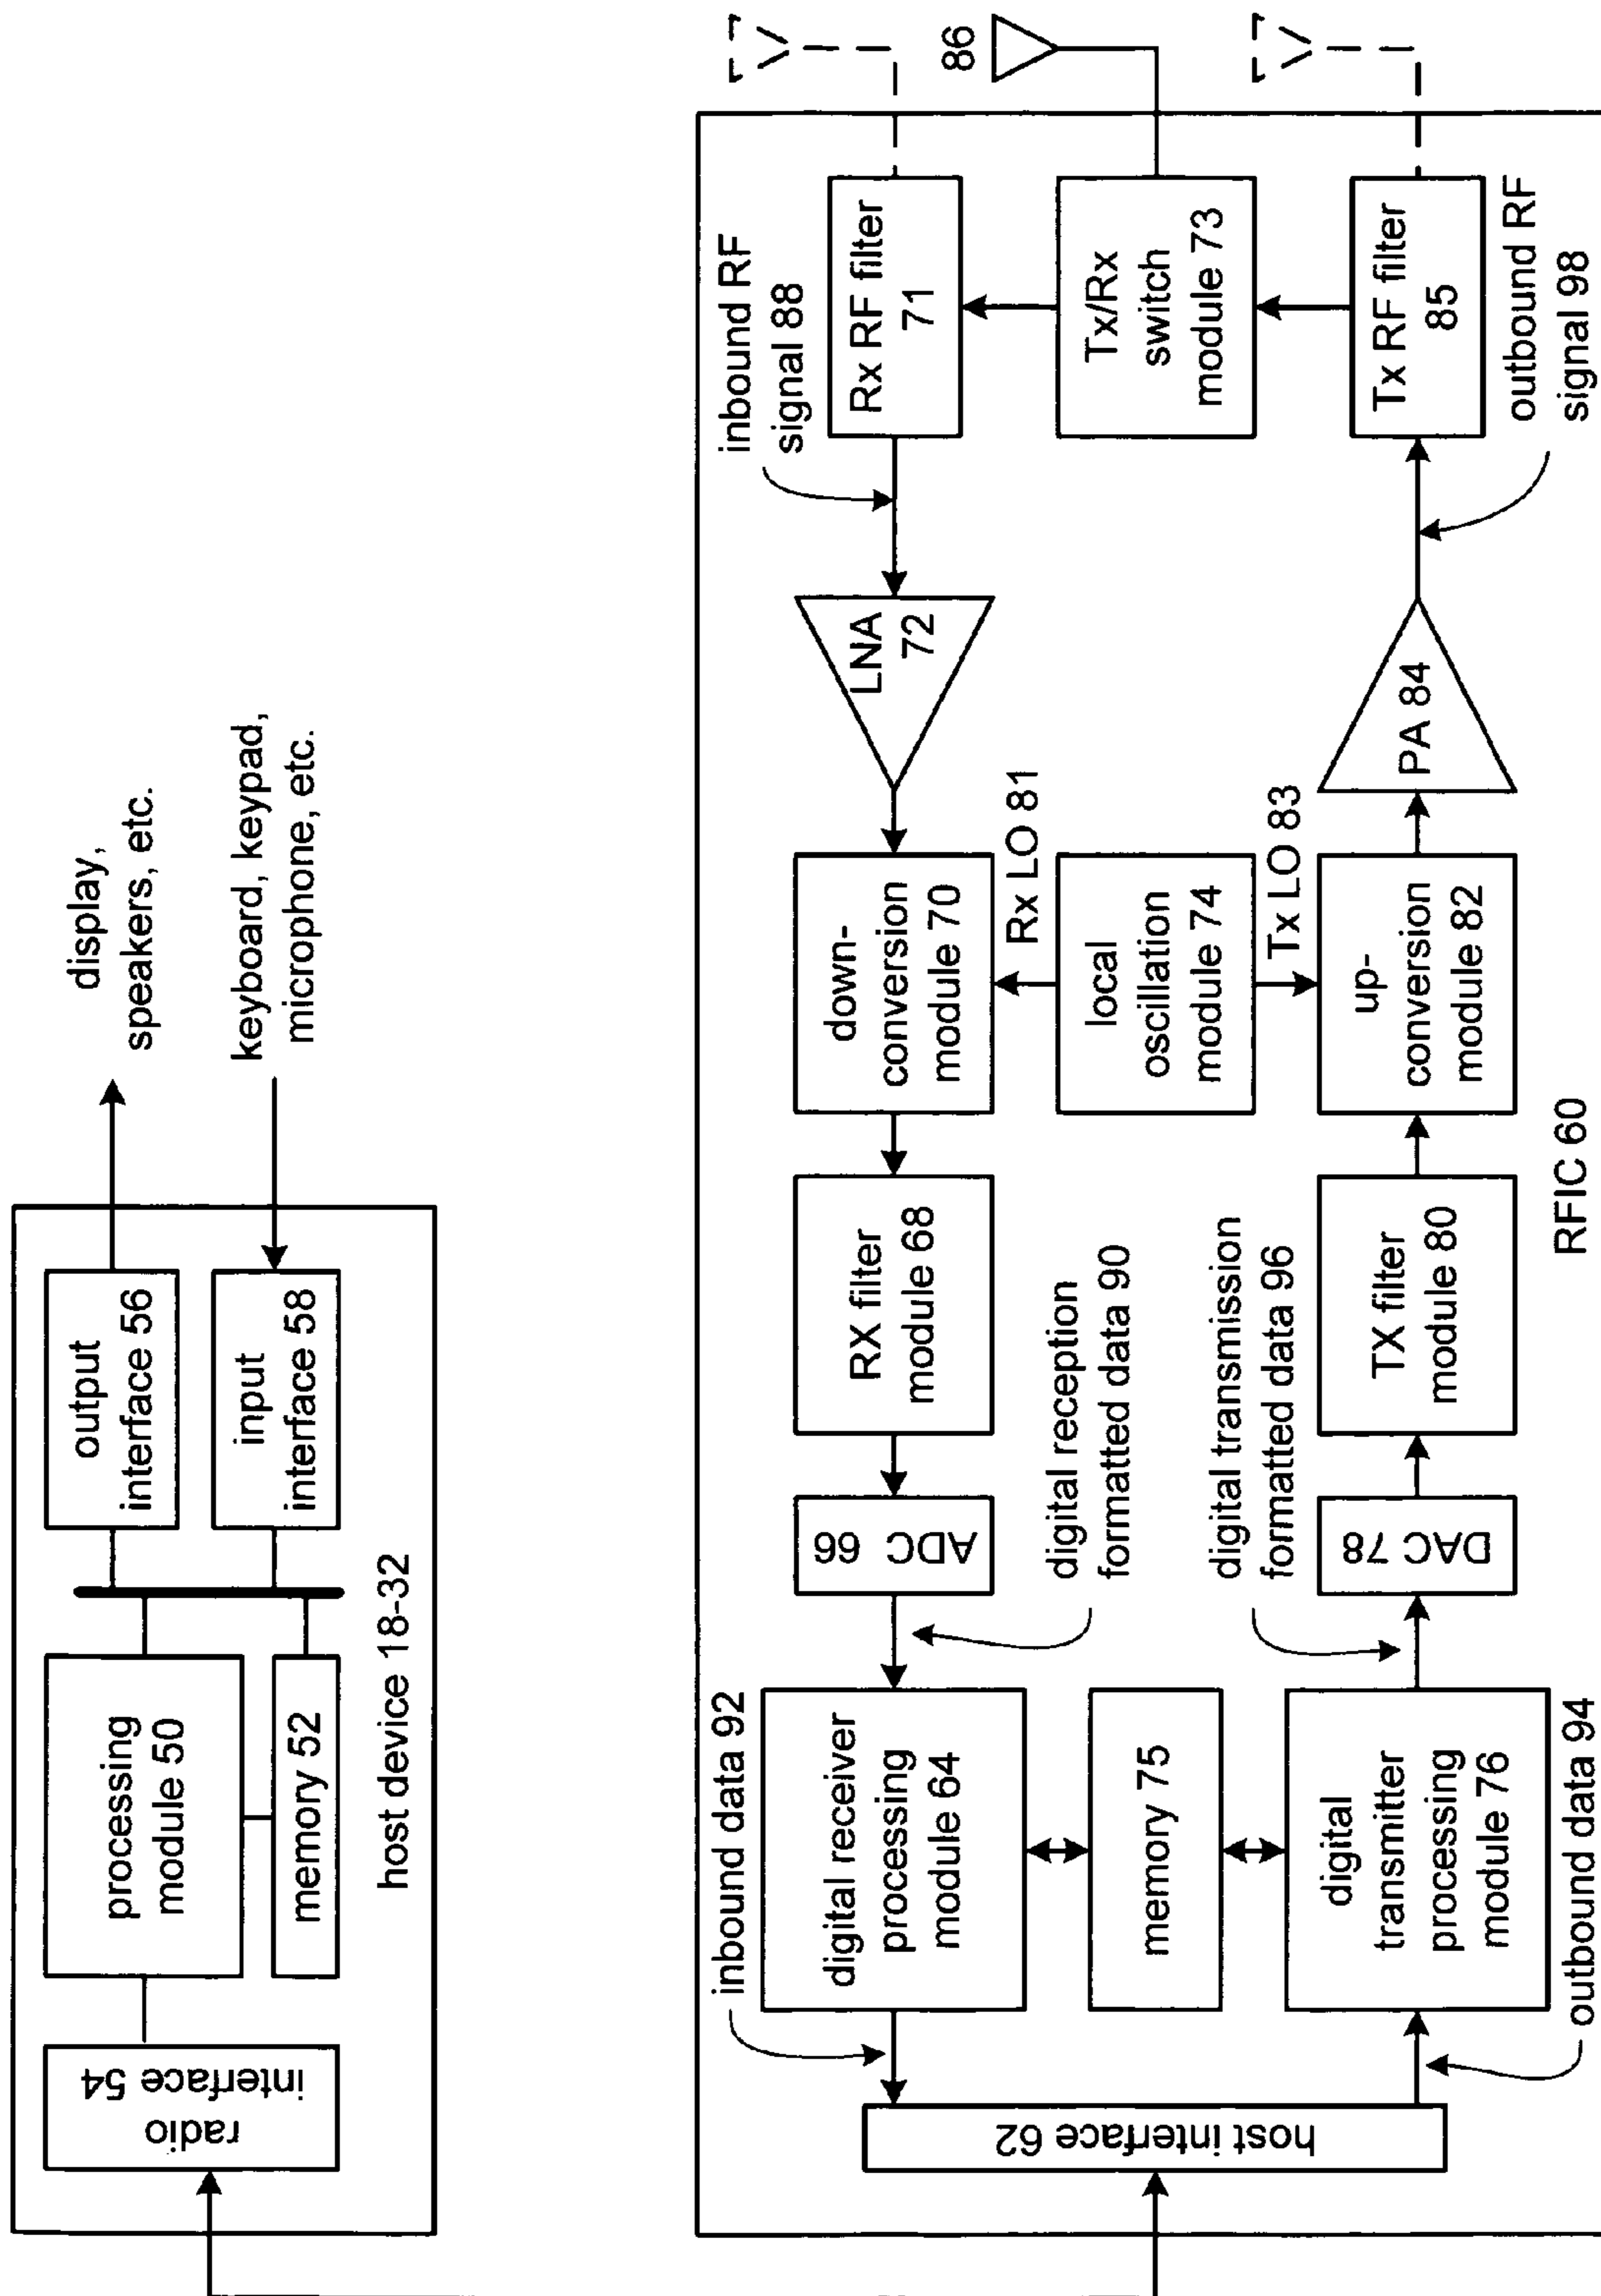 display,
speakers, etc.
keyboard, keypad,
microphone, etc.
output
interface 56
input
interface 58
processing
module 50
memory 52
radio
interface 54
host device 18-32
86
inbound RF
signal 88
Rx RF filter
71
LNA
72
down-
conversion
module 70
RX filter
module 68
ADC 66
inbound data 92
digital receiver
processing
module 64
host interface 62
Tx/Rx
switch
module 73
Rx LO 81
local
oscillation
module 74
Tx LO 83
digital reception
formatted data 90
memory 75
digital transmission
formatted data 96
digital
transmitter
processing
module 76
outbound data 94
DAC 78
TX filter
module 80
up-
conversion
module 82
PA 84
Tx RF filter
85
outbound RF
signal 98
RFIC 60